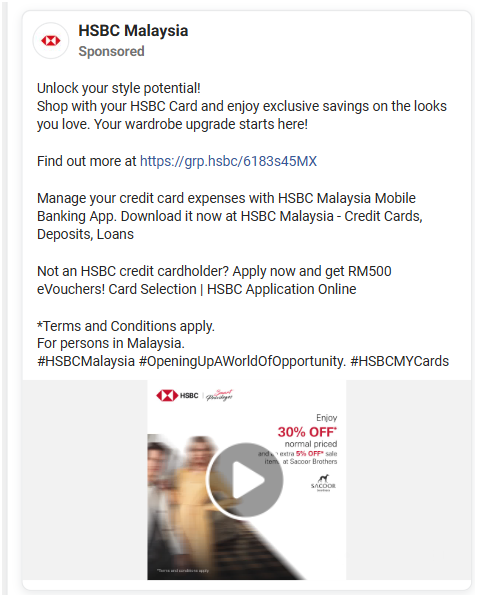 HSBC Malaysia
Sponsored
Unlock your style potential!
Shop with your HSBC Card and enjoy exclusive savings on the looks
you love. Your wardrobe upgrade starts here!
Find out more at https://grp.hsbc/6183s45MX
Manage your credit card expenses with HSBC Malaysia Mobile
Banking App. Download it now at HSBC Malaysia - Credit Cards,
Deposits, Loans
Not an HSBC credit cardholder? Apply now and get RM500
eVouchers! Card Selection | HSBC Application Online
*Terms and Conditions apply.
For persons in Malaysia.
#HSBCMalaysia #OpeningUpAWorldOfOpportunity. #HSBCMYCards
HSBC Smart Privileges
Enjoy
30% OFF*
normal priced
and extra 5% OFF* sale
items at Sacoor Brothers
SACOOR
*Terms and conditions apply.